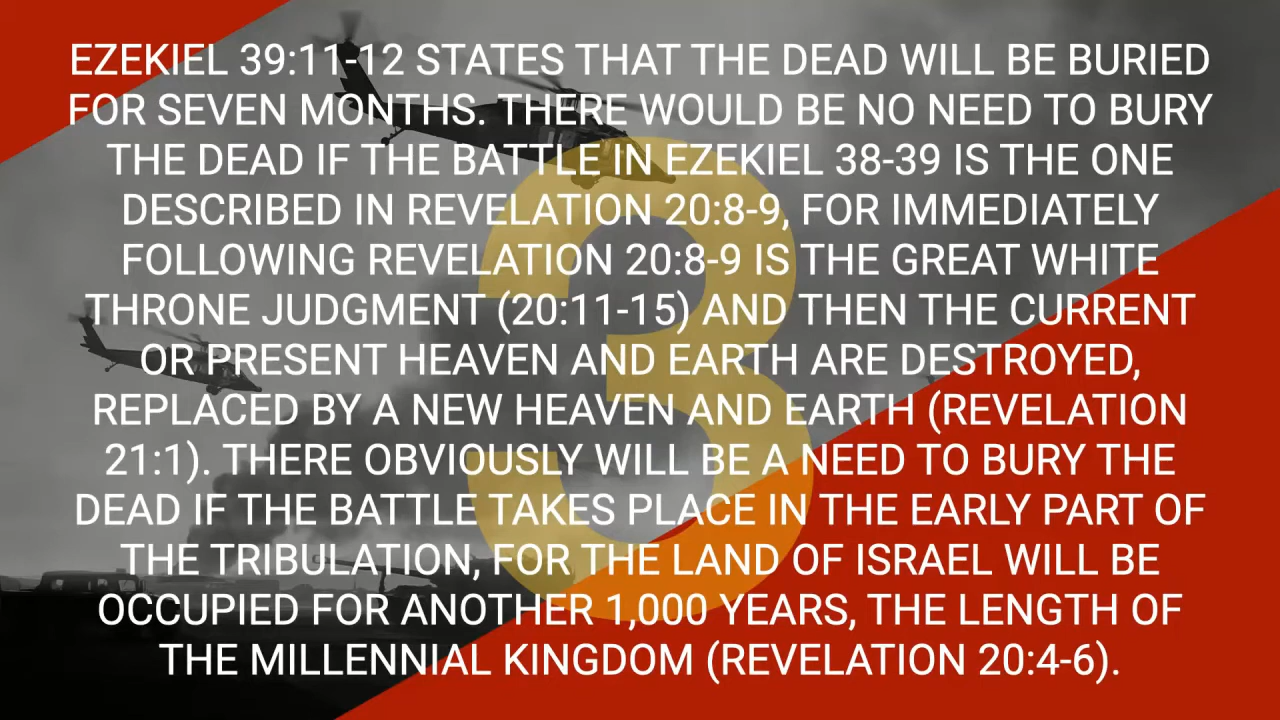 EZEKIEL 39:11-12 STATES THAT THE DEAD WILL BE BURIED
FOR SEVEN MONTHS. THERE WOULD BE NO NEED TO BURY
THE DEAD IF THE BATTLE IN EZEKIEL 38-39 IS THE ONE
DESCRIBED IN REVELATION 20:8-9, FOR IMMEDIATELY
FOLLOWING REVELATION 20:8-9 IS THE GREAT WHITE
THRONE JUDGMENT (20:11-15) AND THEN THE CURRENT
OR PRESENT HEAVEN AND EARTH ARE DESTROYED,
REPLACED BY A NEW HEAVEN AND EARTH (REVELATION
21:1). THERE OBVIOUSLY WILL BE A NEED TO BURY THE
DEAD IF THE BATTLE TAKES PLACE IN THE EARLY PART OF
THE TRIBULATION, FOR THE LAND OF ISRAEL WILL BE
OCCUPIED FOR ANOTHER 1,000 YEARS, THE LENGTH OF
THE MILLENNIAL KINGDOM (REVELATION 20:4-6).
3